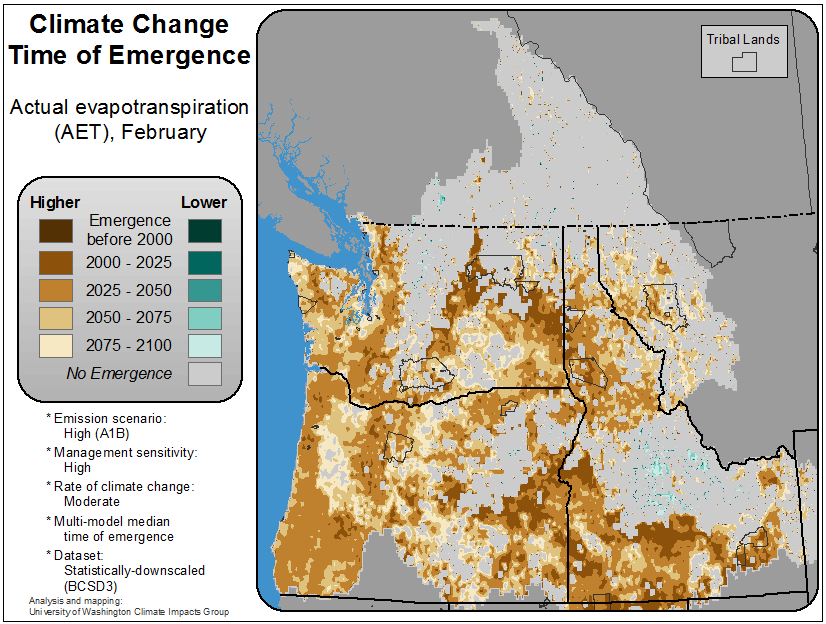 Climate Change
Time of Emergence
Actual evapotranspiration
(AET), February
Higher
Lower
Emergence
before 2000
2000 - 2025
2025 - 2050
2050 - 2075
2075 - 2100
No Emergence
* Emission scenario:
High (A1B)
* Management sensitivity:
High
* Rate of climate change:
Moderate
* Multi-model median
time of emergence
* Dataset:
Statistically-downscaled
(BCSD3)
Analysis and mapping:
University of Washington Climate Impacts Group
Tribal Lands